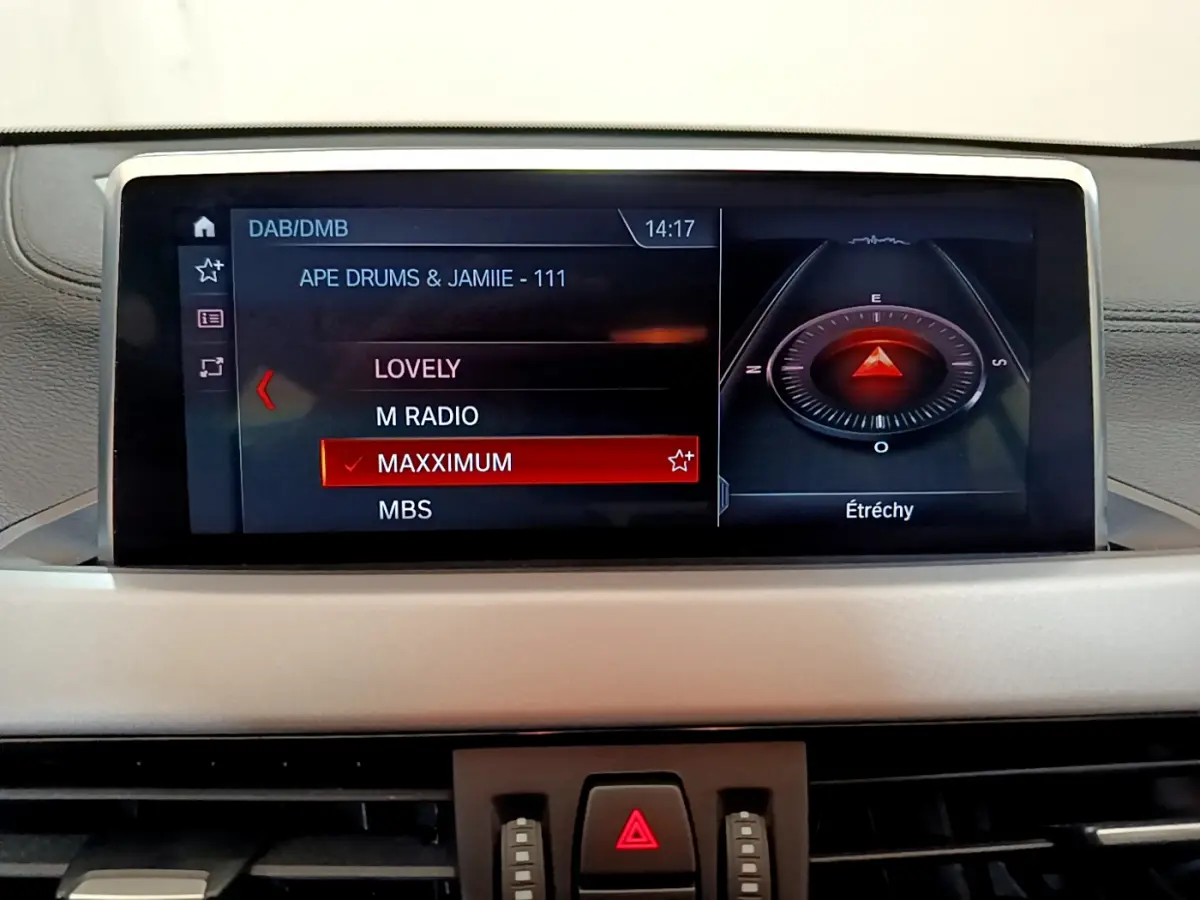 DAB/DMB
14:17
APE DRUMS & JAMIIE - 111
LOVELY
M RADIO
MAXXIMUM
MBS
E
N
S
O
Étréchy